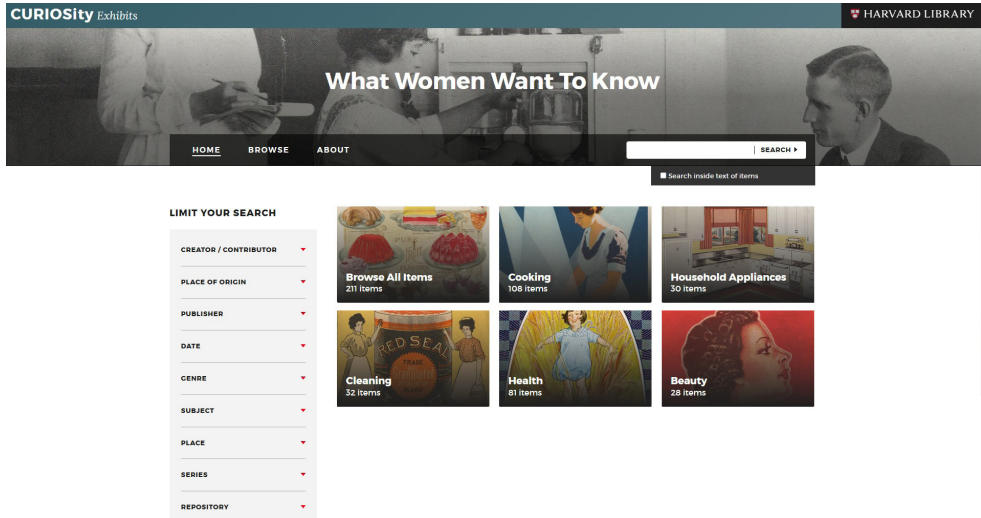 CURIOSity Exhibits
HARVARD LIBRARY
What Women Want To Know
HOME BROWSE ABOUT
SEARCH
Search inside text of items
LIMIT YOUR SEARCH
CREATOR / CONTRIBUTOR
PLACE OF ORIGIN
PUBLISHER
DATE
GENRE
SUBJECT
PLACE
SERIES
REPOSITORY
Browse All Items
211 items
Cooking
108 items
Household Appliances
30 items
RED SEAL
TRADE
Cleaning
32 items
Health
81 items
Beauty
28 items